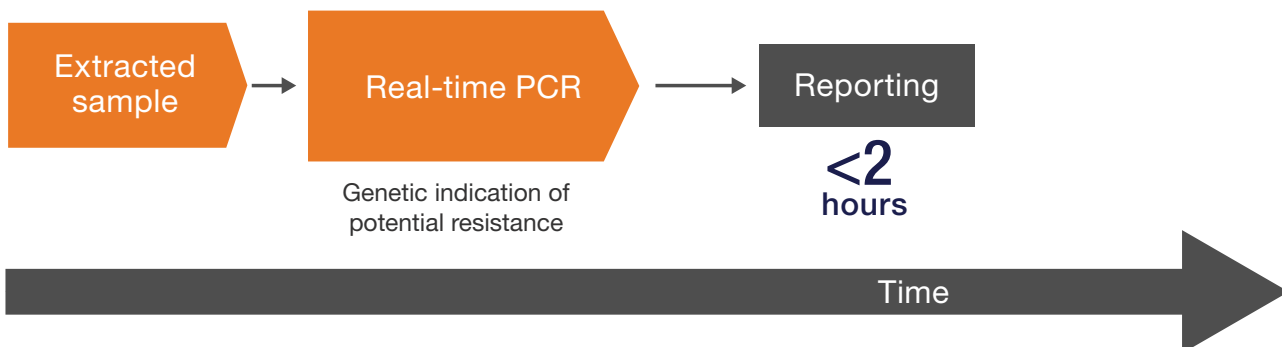 Extracted
sample
Real-time PCR
Reporting
Genetic indication of
potential resistance
<2
hours
Time